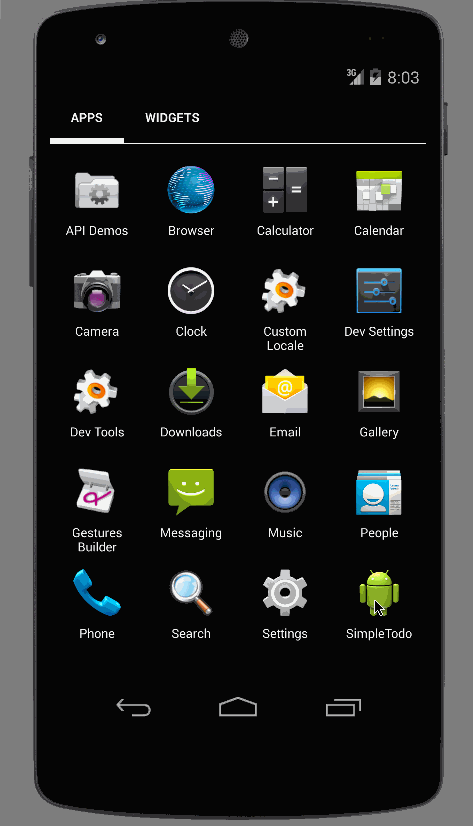 3G 8:03
APPS WIDGETS
API Demos Browser Calculator Calendar
Camera Clock Custom Locale Dev Settings
Dev Tools Downloads Email Gallery
Gestures Builder Messaging Music People
Phone Search Settings SimpleTodo